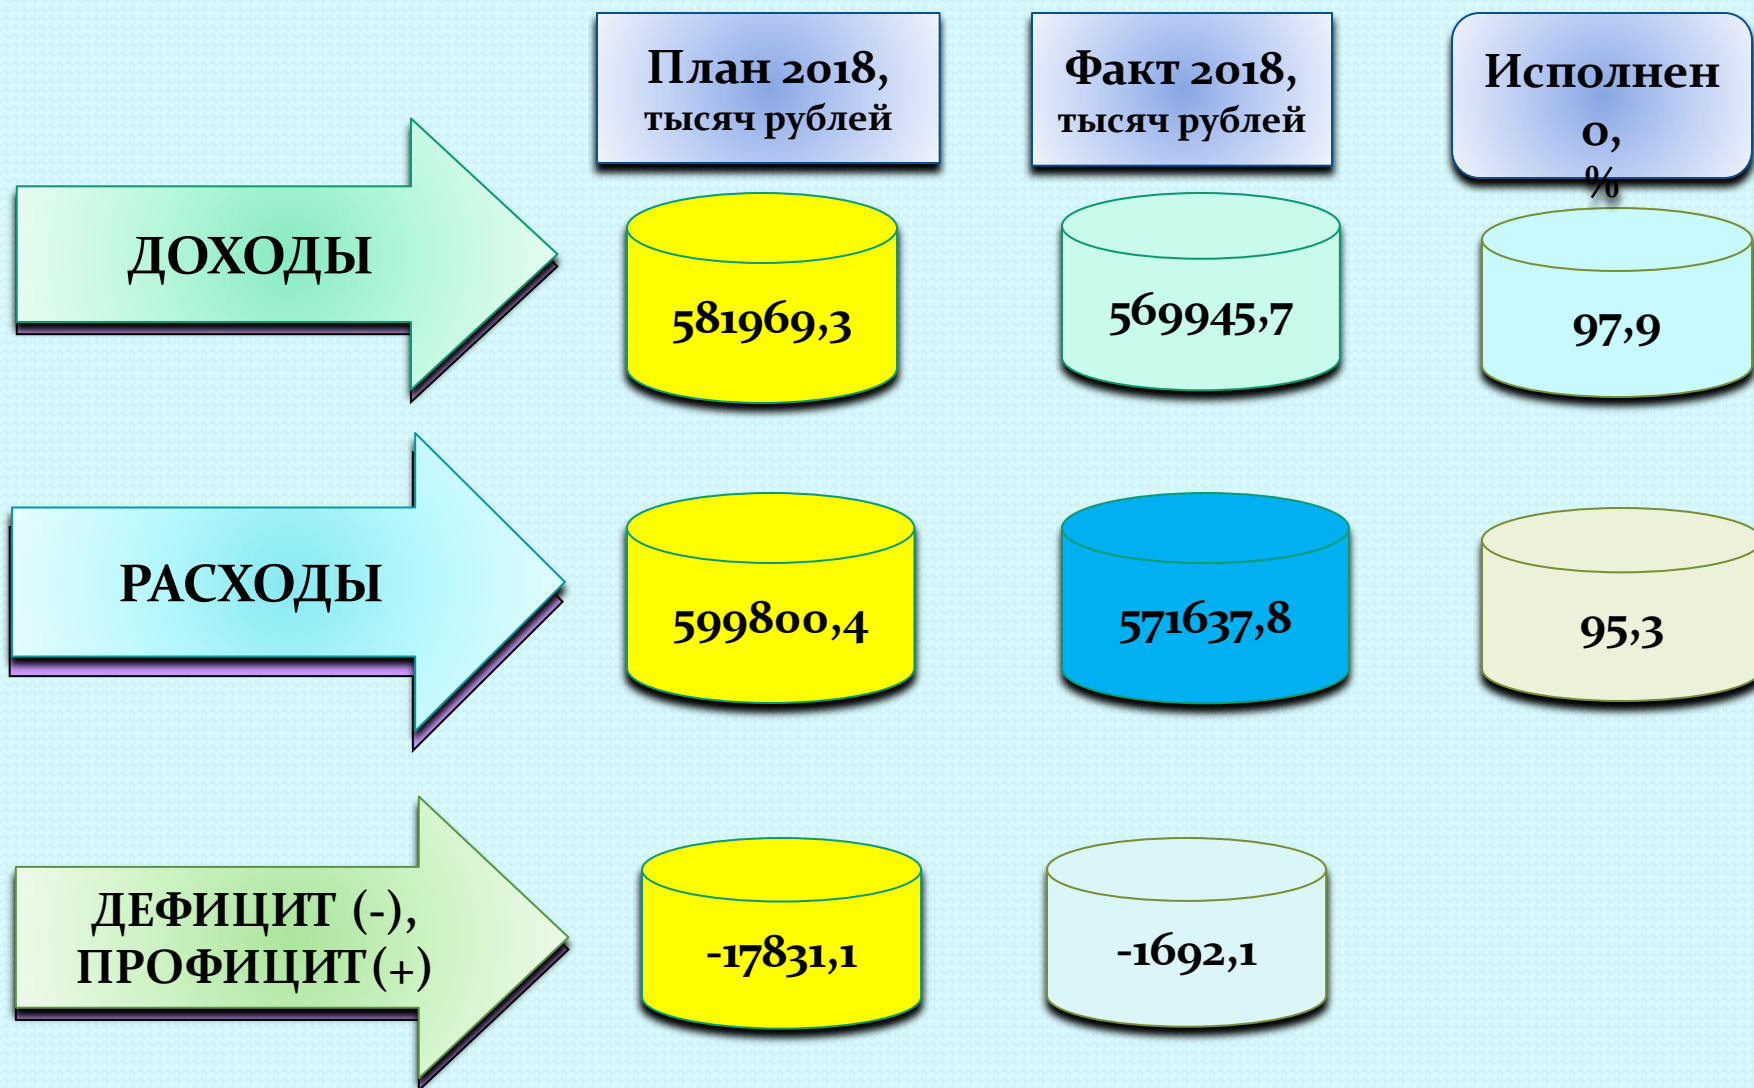 План 2018,
тысяч рублей
Факт 2018,
тысяч рублей
Исполнен
о,
%
ДОХОДЫ
581969,3
569945,7
97,9
РАСХОДЫ
599800,4
571637,8
95,3
ДЕФИЦИТ (-),
ПРОФИЦИТ(+)
-17831,1
-1692,1